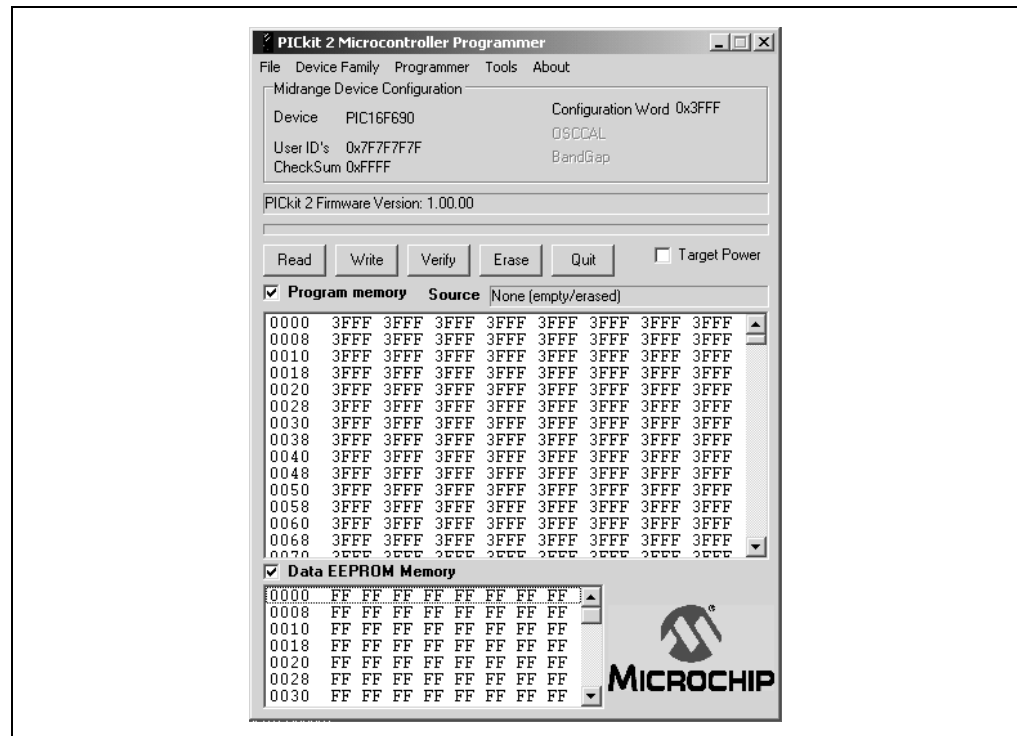 PICkit 2 Microcontroller Programmer
File Device Family Programmer Tools About
Midrange Device Configuration
Device PIC16F690 Configuration Word 0x3FFF
OSCCAL
User ID's 0x7F7F7F7F
BandGap
CheckSum 0xFFFF
PICkit 2 Firmware Version: 1.00.00
Read Write Verify Erase Quit Target Power
Program memory Source None (empty/erased)
0000 3FFF 3FFF 3FFF 3FFF 3FFF 3FFF 3FFF 3FFF
0008 3FFF 3FFF 3FFF 3FFF 3FFF 3FFF 3FFF 3FFF
0010 3FFF 3FFF 3FFF 3FFF 3FFF 3FFF 3FFF 3FFF
0018 3FFF 3FFF 3FFF 3FFF 3FFF 3FFF 3FFF 3FFF
0020 3FFF 3FFF 3FFF 3FFF 3FFF 3FFF 3FFF 3FFF
0028 3FFF 3FFF 3FFF 3FFF 3FFF 3FFF 3FFF 3FFF
0030 3FFF 3FFF 3FFF 3FFF 3FFF 3FFF 3FFF 3FFF
0038 3FFF 3FFF 3FFF 3FFF 3FFF 3FFF 3FFF 3FFF
0040 3FFF 3FFF 3FFF 3FFF 3FFF 3FFF 3FFF 3FFF
0048 3FFF 3FFF 3FFF 3FFF 3FFF 3FFF 3FFF 3FFF
0050 3FFF 3FFF 3FFF 3FFF 3FFF 3FFF 3FFF 3FFF
0058 3FFF 3FFF 3FFF 3FFF 3FFF 3FFF 3FFF 3FFF
0060 3FFF 3FFF 3FFF 3FFF 3FFF 3FFF 3FFF 3FFF
0068 3FFF 3FFF 3FFF 3FFF 3FFF 3FFF 3FFF 3FFF
Data EEPROM Memory
0000 FF FF FF FF FF FF FF FF
0008 FF FF FF FF FF FF FF FF
0010 FF FF FF FF FF FF FF FF
0018 FF FF FF FF FF FF FF FF
0020 FF FF FF FF FF FF FF FF
0028 FF FF FF FF FF FF FF FF
0030 FF FF FF FF FF FF FF FF
MICROCHIP